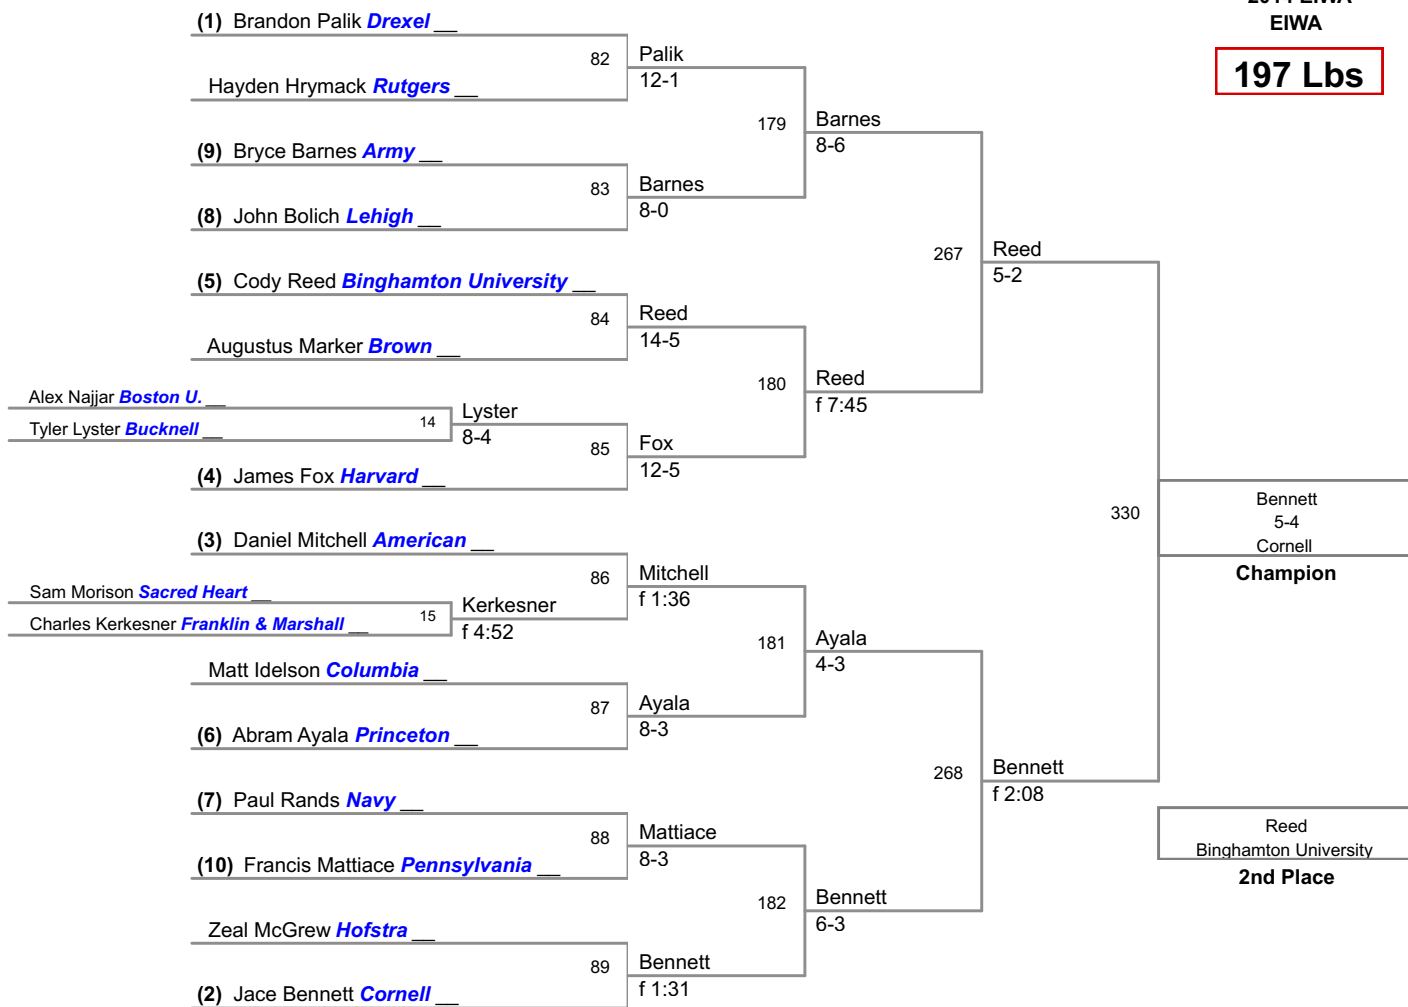 EIWA
197 Lbs
(1) Brandon Palik Drexel __
82
Palik
12-1
Hayden Hrymack Rutgers __
179
Barnes
8-6
(9) Bryce Barnes Army __
83
Barnes
8-0
(8) John Bolich Lehigh __
267
Reed
5-2
(5) Cody Reed Binghamton University __
84
Reed
14-5
Augustus Marker Brown __
180
Reed
f 7:45
Alex Najjar Boston U. __
14
Lyster
8-4
Tyler Lyster Bucknell __
85
Fox
12-5
(4) James Fox Harvard __
330
Bennett
5-4
Cornell
Champion
(3) Daniel Mitchell American __
86
Mitchell
f 1:36
Sam Morison Sacred Heart __
15
Kerkesner
f 4:52
Charles Kerkesner Franklin & Marshall __
181
Ayala
4-3
Matt Idelson Columbia __
87
Ayala
8-3
(6) Abram Ayala Princeton __
268
Bennett
f 2:08
(7) Paul Rands Navy __
88
Mattiace
8-3
(10) Francis Mattiace Pennsylvania __
182
Bennett
6-3
Zeal McGrew Hofstra __
89
Bennett
f 1:31
(2) Jace Bennett Cornell __
Reed
Binghamton University
2nd Place